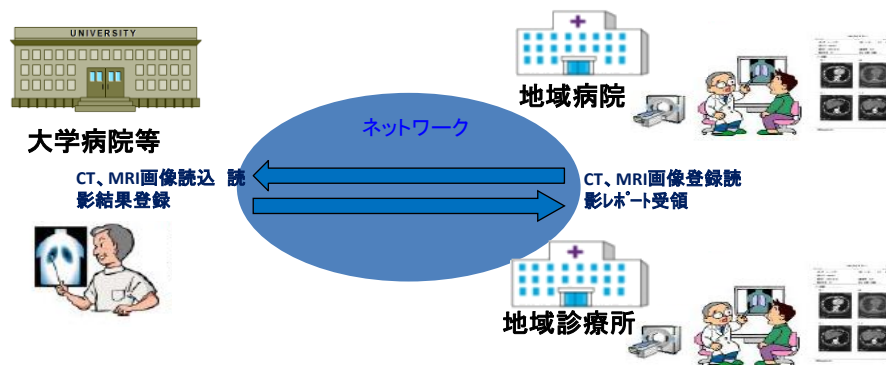 UNIVERSITY
大学病院等
CT、MRI画像読込　読
影結果登録
ネットワーク
地域病院
CT、MRI画像登録読
影ﾚﾎﾟｰﾄ受領
地域診療所